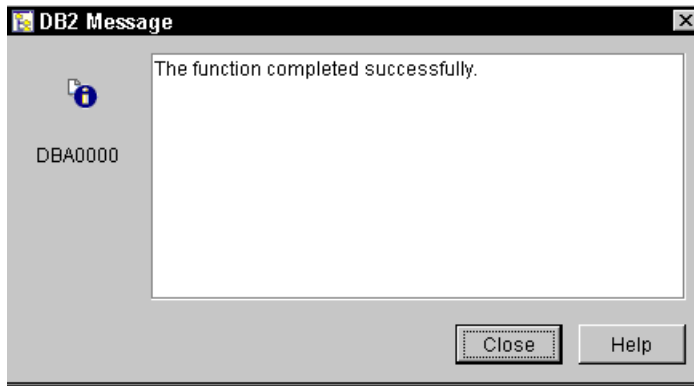 DB2 Message
The function completed successfully.
DBA0000
Close
Help